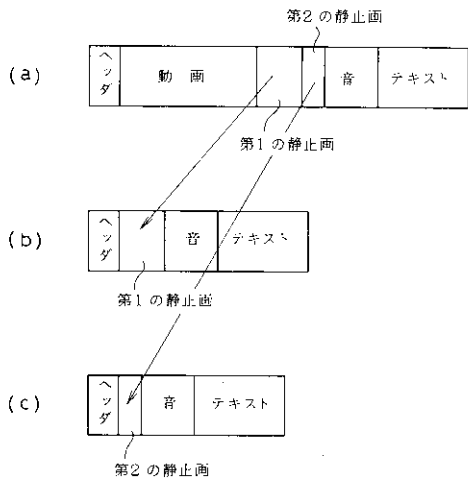 第2の静止画
(a)
ヘッダ
動画
音
テキスト
第1の静止画
(b)
ヘッダ
音
テキスト
第1の静止画
(c)
ヘッダ
音
テキスト
第2の静止画